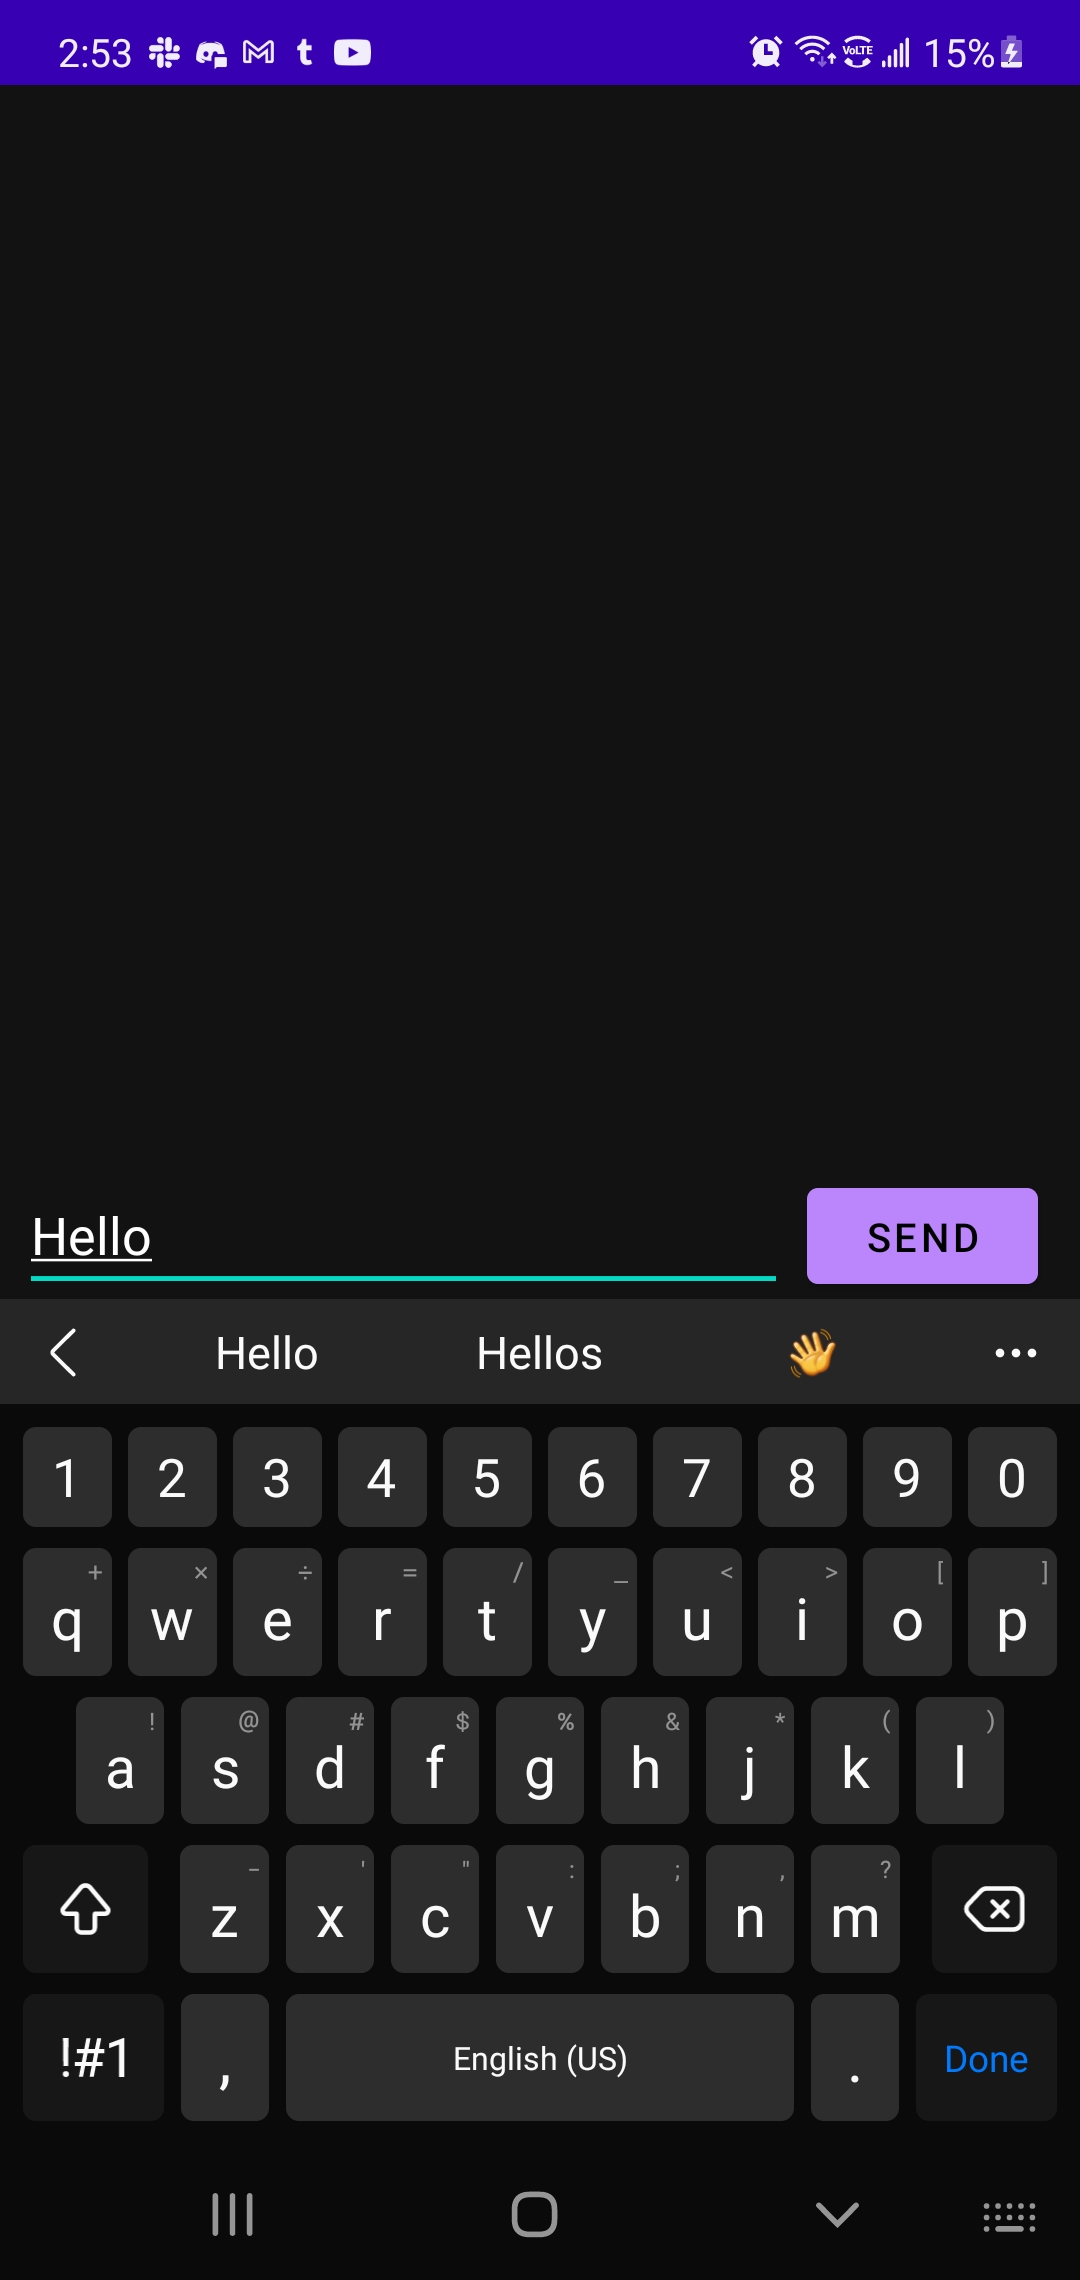 2:53 t VoLTE 15%
Hello SEND
Hello Hellos 👋 •••
1 2 3 4 5 6 7 8 9 0
+ × ÷ = / _ < > [ ]
q w e r t y u i o p
! @ # $ % & * ( )
a s d f g h j k l
- ' " : ; , ?
z x c v b n m
!#1 , English (US) . Done